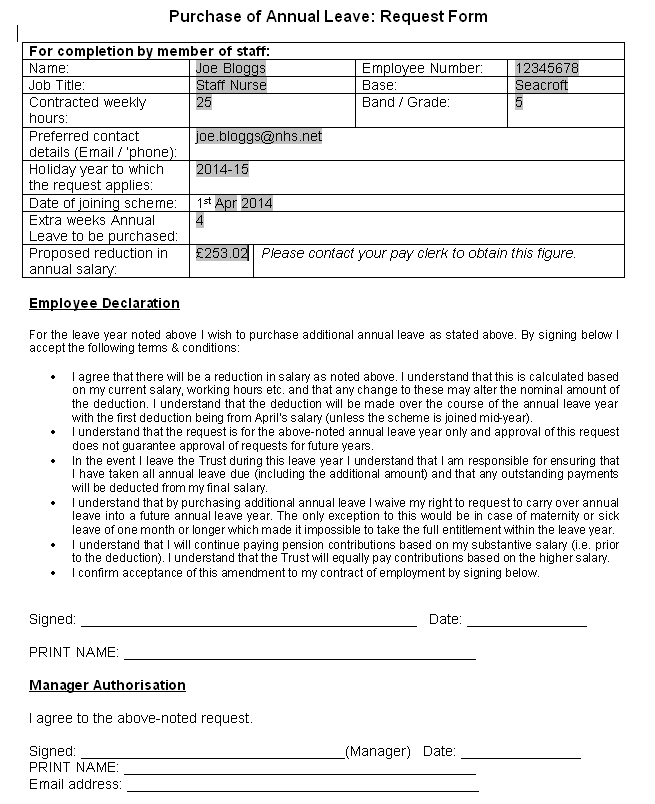 Purchase of Annual Leave: Request Form
For completion by member of staff:
Name: Joe Bloggs Employee Number: 12345678
Job Title: Staff Nurse Base: Seacroft
Contracted weekly hours: 25 Band / Grade: 5
Preferred contact details (Email / 'phone): joe.bloggs@nhs.net
Holiday year to which the request applies: 2014-15
Date of joining scheme: 1st Apr 2014
Extra weeks Annual Leave to be purchased: 4
Proposed reduction in annual salary: £253.02 Please contact your pay clerk to obtain this figure.
Employee Declaration
For the leave year noted above I wish to purchase additional annual leave as stated above. By signing below I
accept the following terms & conditions:
• I agree that there will be a reduction in salary as noted above. I understand that this is calculated based
on my current salary, working hours etc. and that any change to these may alter the nominal amount of
the deduction. I understand that the deduction will be made over the course of the annual leave year
with the first deduction being from April's salary (unless the scheme is joined mid-year).
• I understand that the request is for the above-noted annual leave year only and approval of this request
does not guarantee approval of requests for future years.
• In the event I leave the Trust during this leave year I understand that I am responsible for ensuring that
I have taken all annual leave due (including the additional amount) and that any outstanding payments
will be deducted from my final salary.
• I understand that by purchasing additional annual leave I waive my right to request to carry over annual
leave into a future annual leave year. The only exception to this would be in case of maternity or sick
leave of one month or longer which made it impossible to take the full entitlement within the leave year.
• I understand that I will continue paying pension contributions based on my substantive salary (i.e. prior
to the deduction). I understand that the Trust will equally pay contributions based on the higher salary.
• I confirm acceptance of this amendment to my contract of employment by signing below.
Signed: Date:
PRINT NAME:
Manager Authorisation
I agree to the above-noted request.
Signed: (Manager) Date:
PRINT NAME:
Email address: